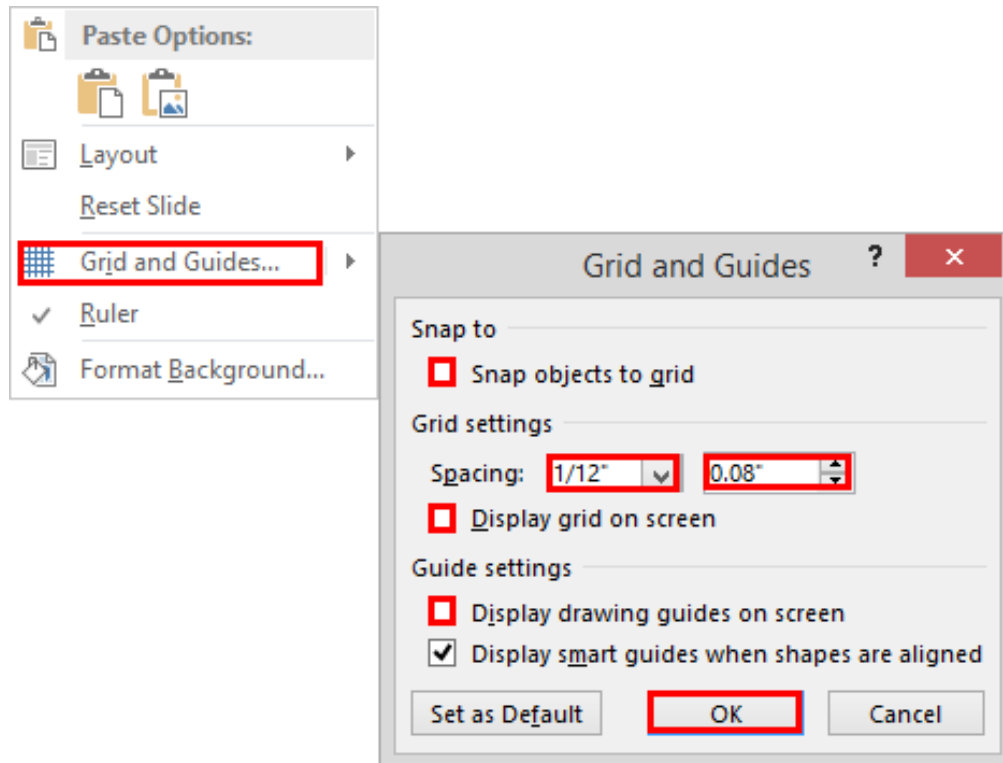 Paste Options:
Layout
Reset Slide
Grid and Guides...
Ruler
Format Background...
Grid and Guides ?
Snap to
Snap objects to grid
Grid settings
Spacing: 1/12" 0.08"
Display grid on screen
Guide settings
Display drawing guides on screen
Display smart guides when shapes are aligned
Set as Default OK Cancel